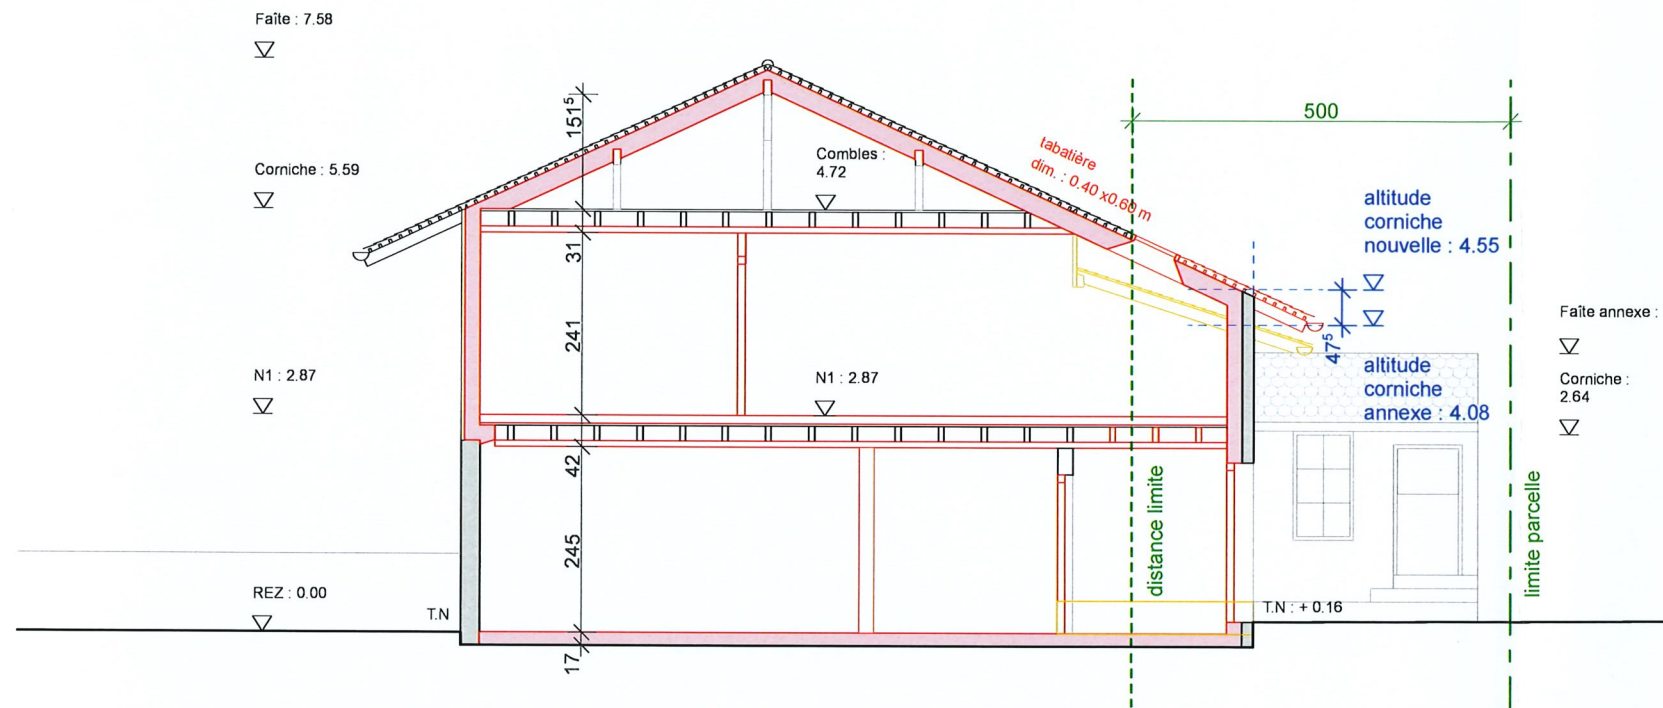 Faîte : 7.58
151⁵
500
tabatière
dim. : 0.40 x0.60 m
Corniche : 5.59
Combles :
4.72
altitude
corniche
nouvelle : 4.55
31
Faîte annexe :
241
47⁵
N1 : 2.87
N1 : 2.87
altitude
corniche
annexe : 4.08
Corniche :
2.64
42
distance limite
limite parcelle
245
REZ : 0.00
T.N
T.N : + 0.16
17